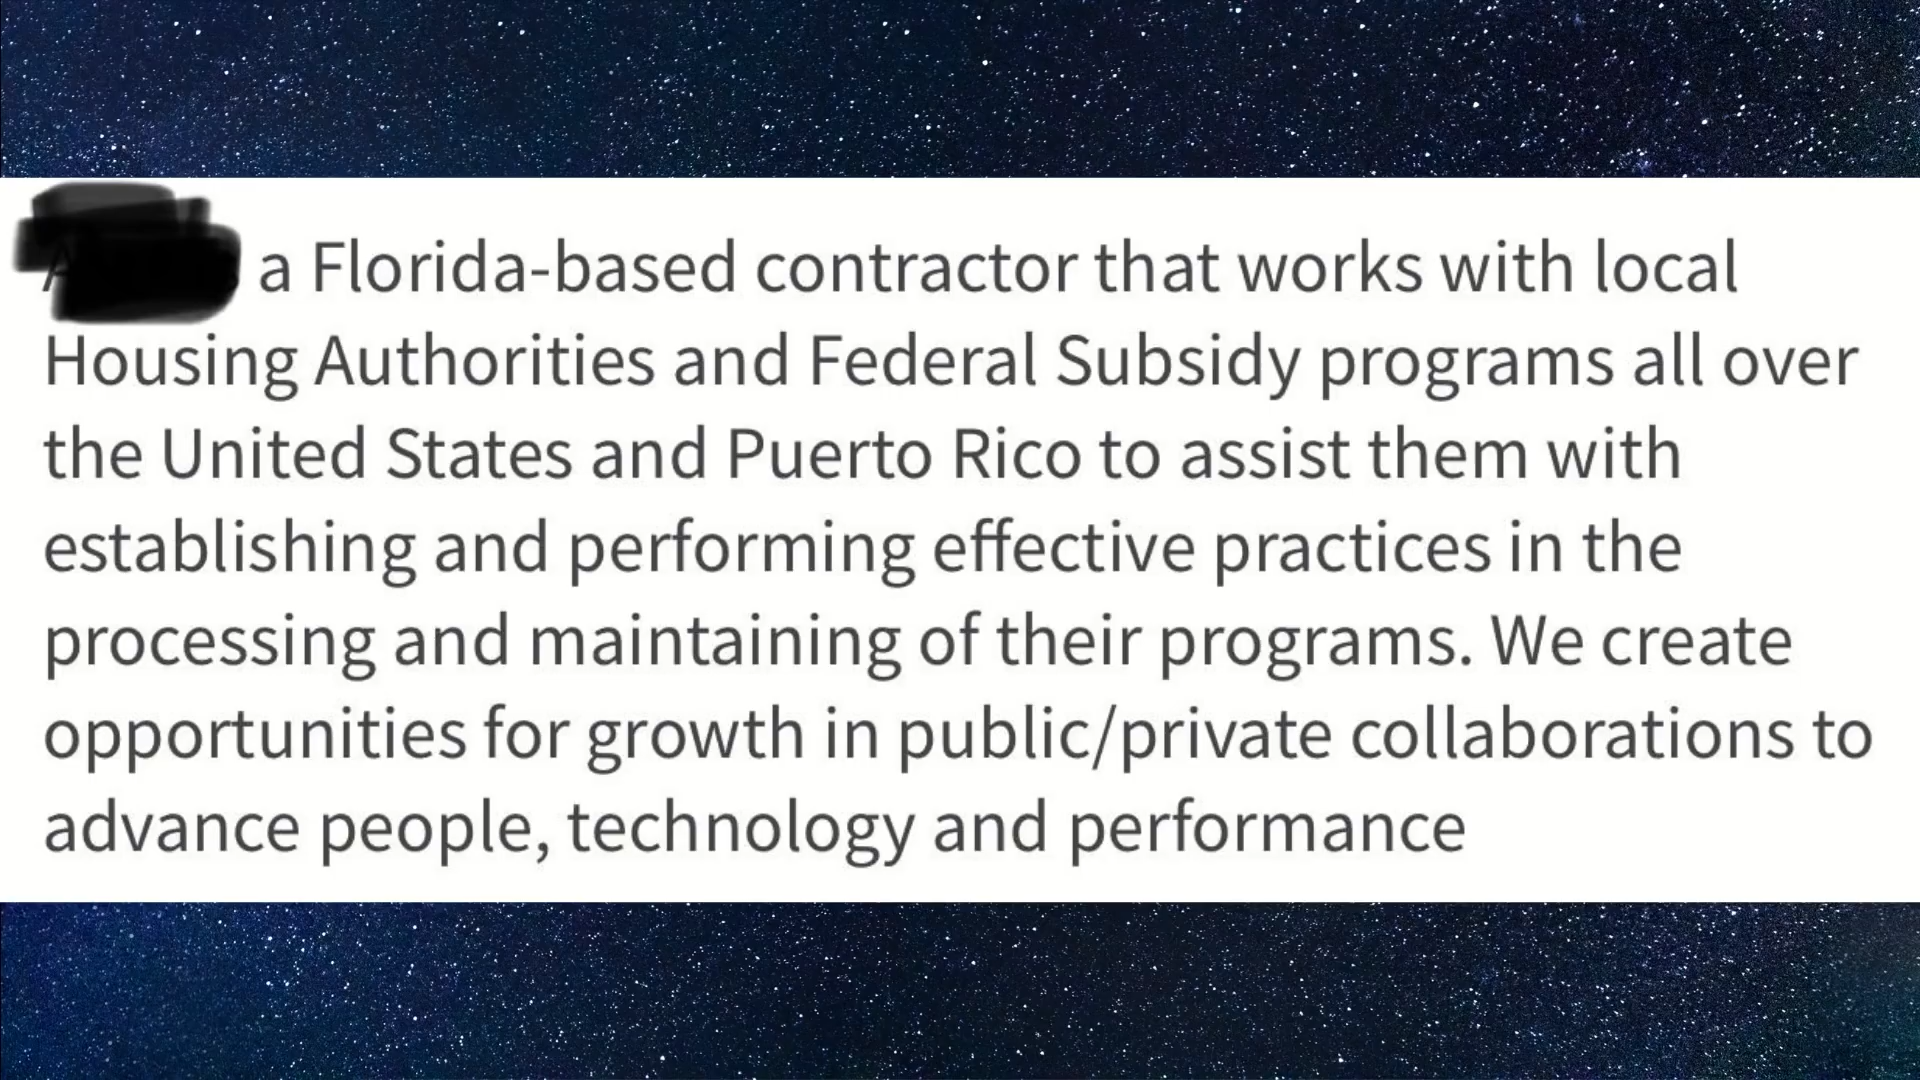 a Florida-based contractor that works with local
Housing Authorities and Federal Subsidy programs all over
the United States and Puerto Rico to assist them with
establishing and performing effective practices in the
processing and maintaining of their programs. We create
opportunities for growth in public/private collaborations to
advance people, technology and performance